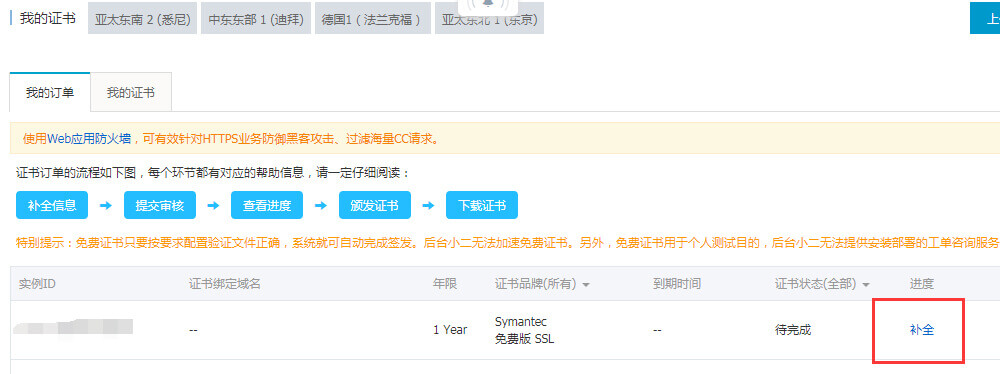 我的证书 亚太东南 2 (悉尼) 中东东部 1 (迪拜) 德国1（法兰克福） 亚太东北 1 (东京)
我的订单 我的证书
使用Web应用防火墙，可有效针对HTTPS业务防御黑客攻击、过滤海量CC请求。
证书订单的流程如下图，每个环节都有对应的帮助信息，请一定仔细阅读：
补全信息 提交审核 查看进度 颁发证书 下载证书
特别提示：免费证书只要按要求配置验证文件正确，系统就可自动完成签发。后台小二无法加速免费证书。另外，免费证书用于个人测试目的，后台小二无法提供安装部署的工单咨询服务
实例ID 证书绑定域名 年限 证书品牌(所有) 到期时间 证书状态(全部) 进度
-- 1 Year Symantec -- 待完成 补全
免费版 SSL